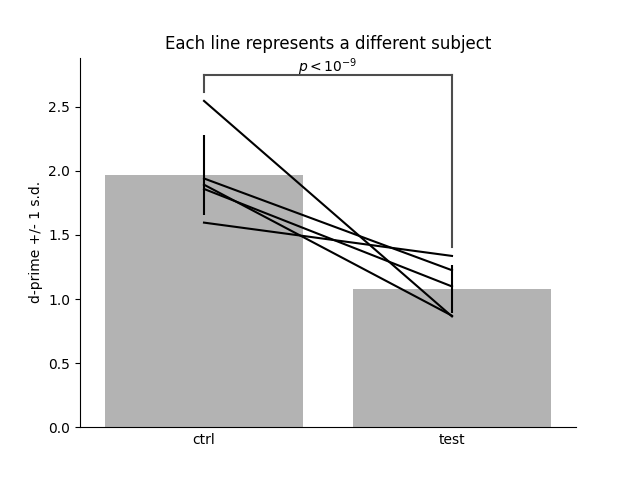 Each line represents a different subject
p < 10⁻⁹
2.5
2.0
1.5
1.0
0.5
0.0
d-prime +/- 1 s.d.
ctrl
test